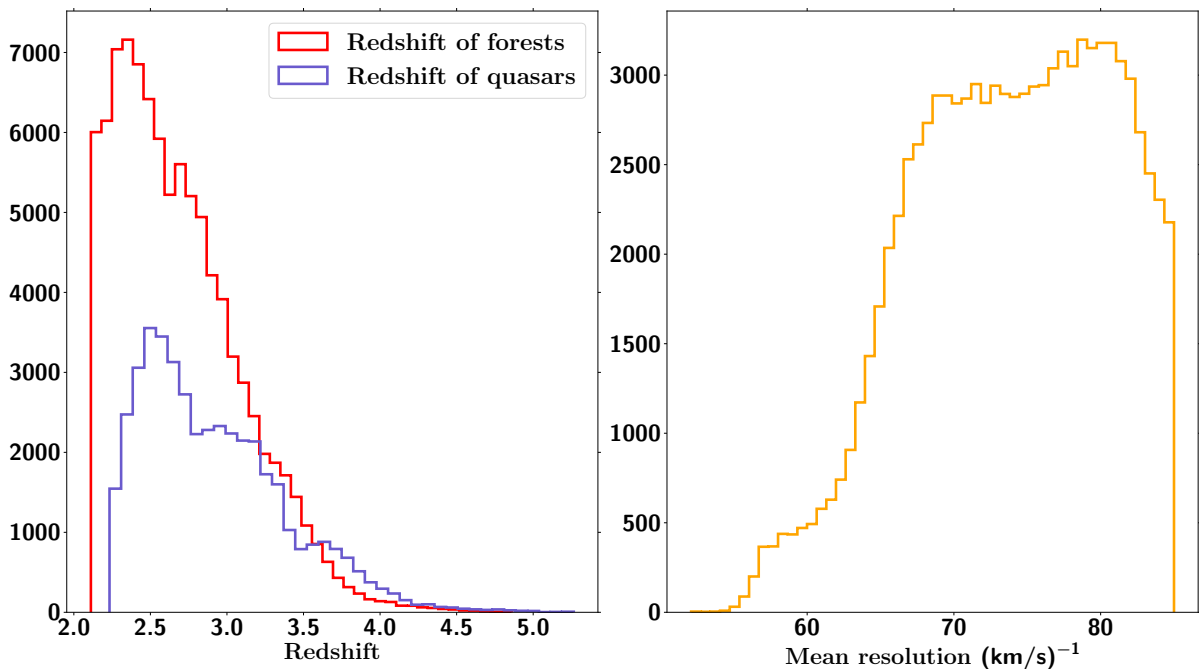 7000
6000
5000
4000
3000
2000
1000
0
2.0 2.5 3.0 3.5 4.0 4.5 5.0
Redshift
Redshift of forests
Redshift of quasars
3000
2500
2000
1500
1000
500
0
60 70 80
Mean resolution (km/s)⁻¹